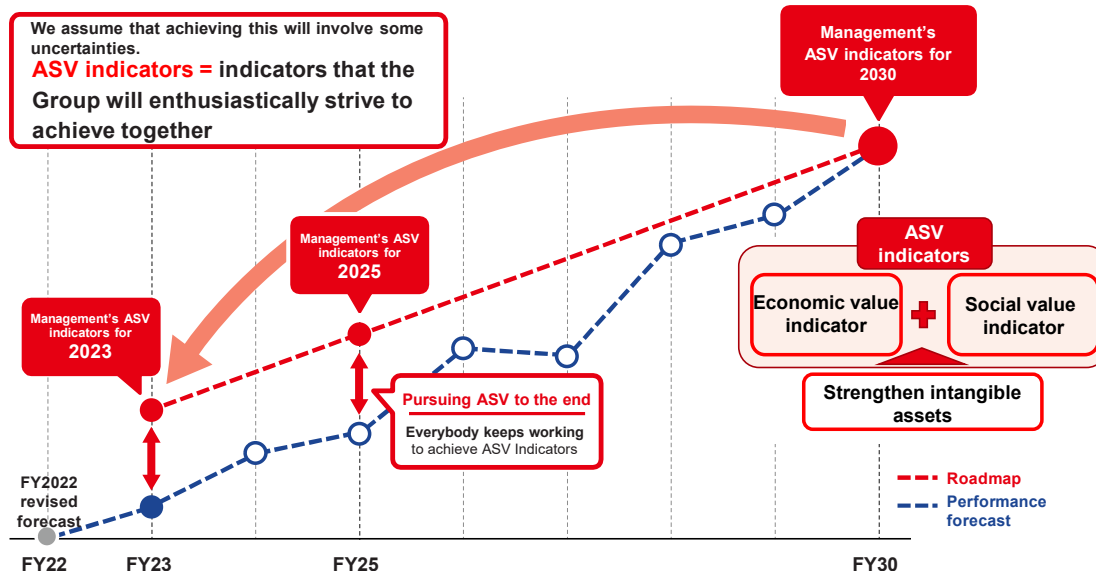 We assume that achieving this will involve some
uncertainties.
ASV indicators = indicators that the
Group will enthusiastically strive to
achieve together
Management's
ASV indicators for
2030
Management's ASV
indicators for
2025
Management's ASV
indicators for
2023
ASV
indicators
Economic value
indicator
Social value
indicator
Strengthen intangible
assets
Pursuing ASV to the end
Everybody keeps working
to achieve ASV Indicators
FY2022
revised
forecast
Roadmap
Performance
forecast
FY22
FY23
FY25
FY30